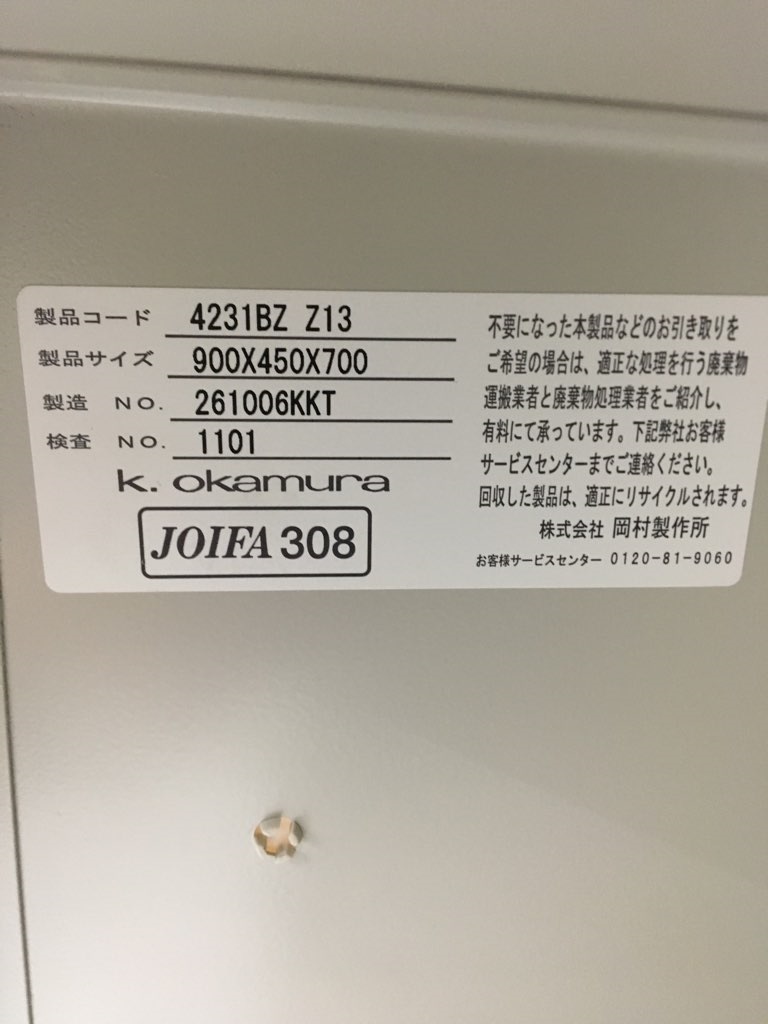 製品コード 4231BZ Z13
製品サイズ 900X450X700
製造 NO. 261006KKT
検査 NO. 1101
k. okamura
JOIFA 308
不要になった本製品などのお引き取りを
ご希望の場合は、適正な処理を行う廃棄物
運搬業者と廃棄物処理業者をご紹介し、
有料にて承っています。下記弊社お客様
サービスセンターまでご連絡ください。
回収した製品は、適正にリサイクルされます。
株式会社 岡村製作所
お客様サービスセンター 0120-81-9060